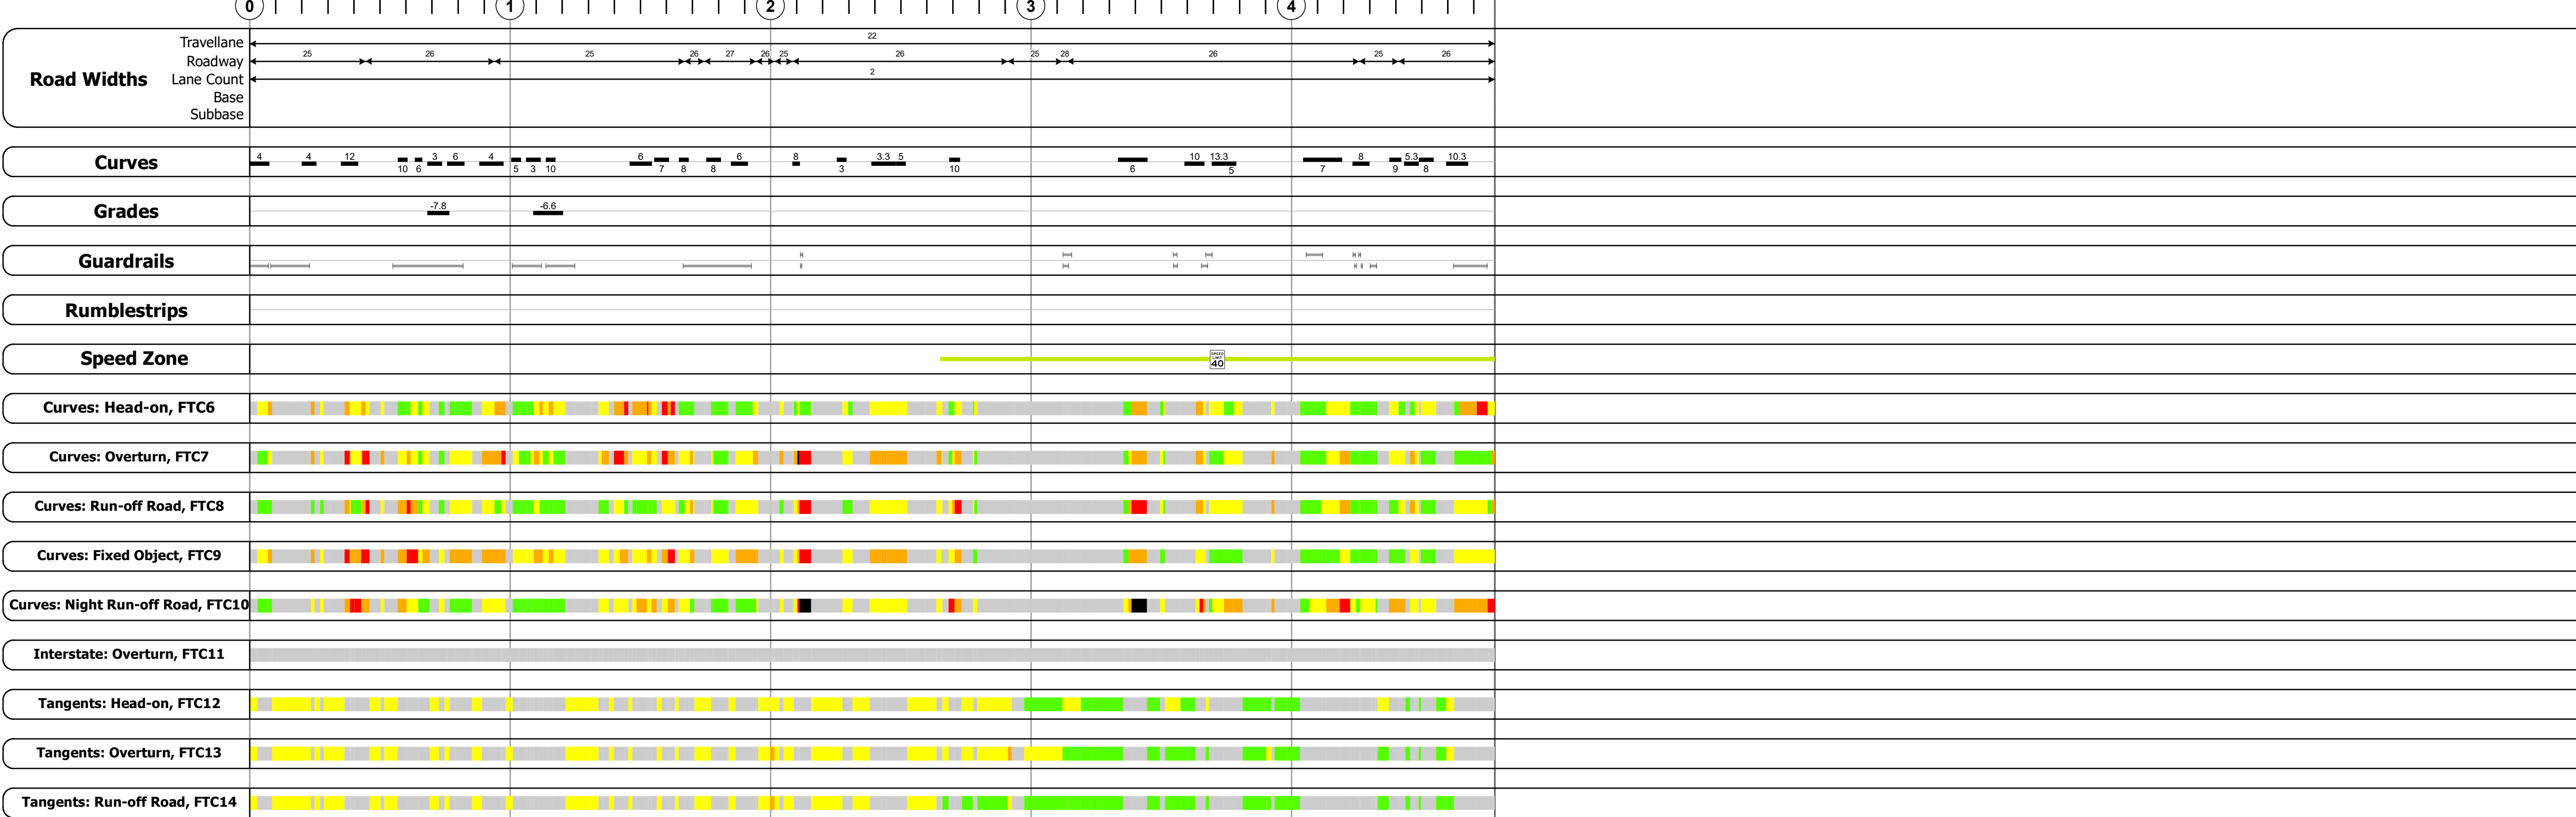 0 1 2 3 4
Travellane 22
25 26 25 26 27 26 25 26 25 28 26 25 26
Roadway
Road Widths
Lane Count 2
Base
Subbase
4 4 12 3 6 4 6 6 8 3.3 5 10 13.3 8 5.3 10.3
Curves
10 6 5 3 10 7 8 8 3 10 6 5 7 9 8
-7.8 -6.6
Grades
Guardrails
Rumblestrips
Speed Zone
SPEED
LIMIT
40
Curves: Head-on, FTC6
Curves: Overturn, FTC7
Curves: Run-off Road, FTC8
Curves: Fixed Object, FTC9
Curves: Night Run-off Road, FTC10
Interstate: Overturn, FTC11
Tangents: Head-on, FTC12
Tangents: Overturn, FTC13
Tangents: Run-off Road, FTC14